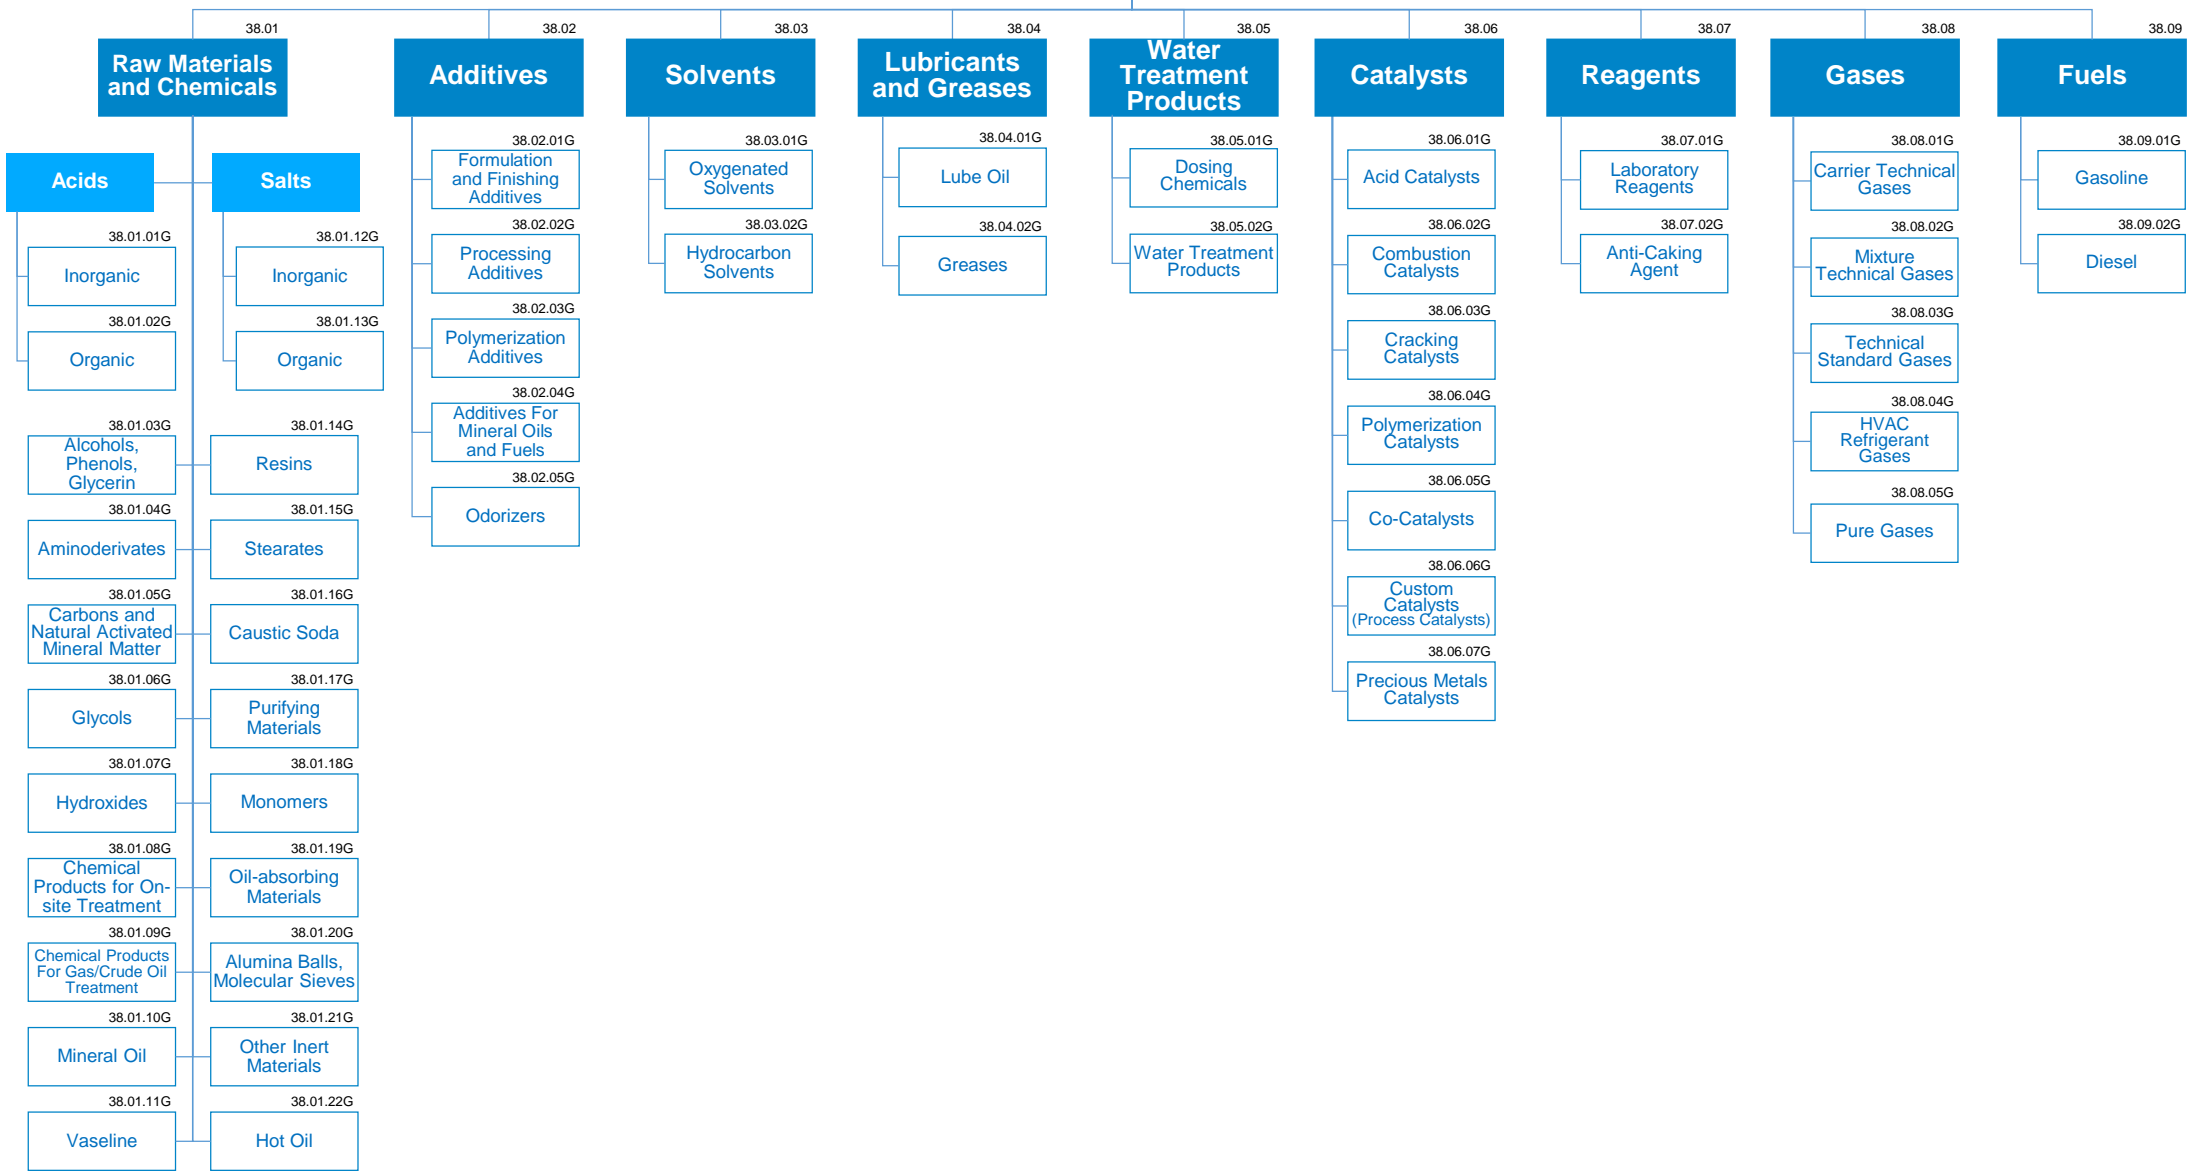 38.01
Raw Materials
and Chemicals
38.02
Additives
38.03
Solvents
38.04
Lubricants
and Greases
38.05
Water
Treatment
Products
38.06
Catalysts
38.07
Reagents
38.08
Gases
38.09
Fuels
Acids
38.01.01G
Inorganic
38.01.02G
Organic
Salts
38.01.12G
Inorganic
38.01.13G
Organic
38.01.03G
Alcohols,
Phenols,
Glycerin
38.01.04G
Aminoderivates
38.01.05G
Carbons and
Natural Activated
Mineral Matter
38.01.06G
Glycols
38.01.07G
Hydroxides
38.01.08G
Chemical
Products for On-
site Treatment
38.01.09G
Chemical Products
For Gas/Crude Oil
Treatment
38.01.10G
Mineral Oil
38.01.11G
Vaseline
38.01.14G
Resins
38.01.15G
Stearates
38.01.16G
Caustic Soda
38.01.17G
Purifying
Materials
38.01.18G
Monomers
38.01.19G
Oil-absorbing
Materials
38.01.20G
Alumina Balls,
Molecular Sieves
38.01.21G
Other Inert
Materials
38.01.22G
Hot Oil
38.02.01G
Formulation
and Finishing
Additives
38.02.02G
Processing
Additives
38.02.03G
Polymerization
Additives
38.02.04G
Additives For
Mineral Oils
and Fuels
38.02.05G
Odorizers
38.03.01G
Oxygenated
Solvents
38.03.02G
Hydrocarbon
Solvents
38.04.01G
Lube Oil
38.04.02G
Greases
38.05.01G
Dosing
Chemicals
38.05.02G
Water Treatment
Products
38.06.01G
Acid Catalysts
38.06.02G
Combustion
Catalysts
38.06.03G
Cracking
Catalysts
38.06.04G
Polymerization
Catalysts
38.06.05G
Co-Catalysts
38.06.06G
Custom
Catalysts
(Process Catalysts)
38.06.07G
Precious Metals
Catalysts
38.07.01G
Laboratory
Reagents
38.07.02G
Anti-Caking
Agent
38.08.01G
Carrier Technical
Gases
38.08.02G
Mixture
Technical Gases
38.08.03G
Technical
Standard Gases
38.08.04G
HVAC
Refrigerant
Gases
38.08.05G
Pure Gases
38.09.01G
Gasoline
38.09.02G
Diesel